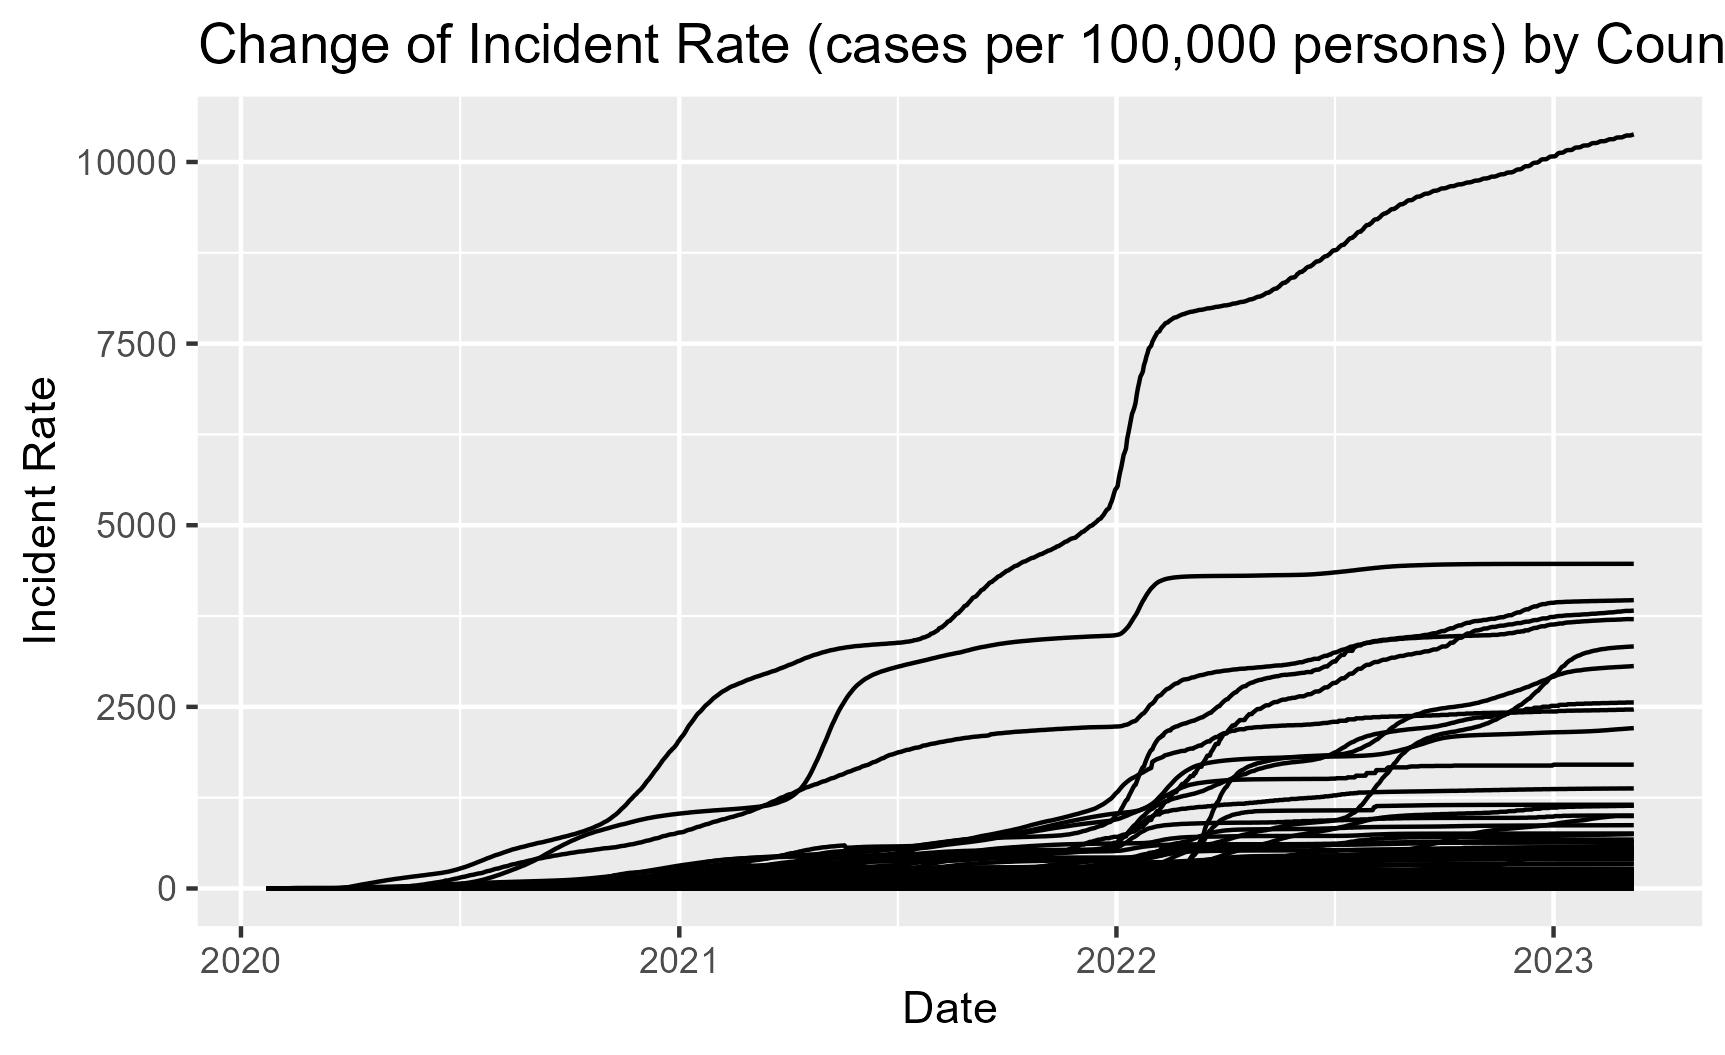 Change of Incident Rate (cases per 100,000 persons) by Coun
10000
7500
5000
2500
0
Incident Rate
2020 2021 2022 2023
Date